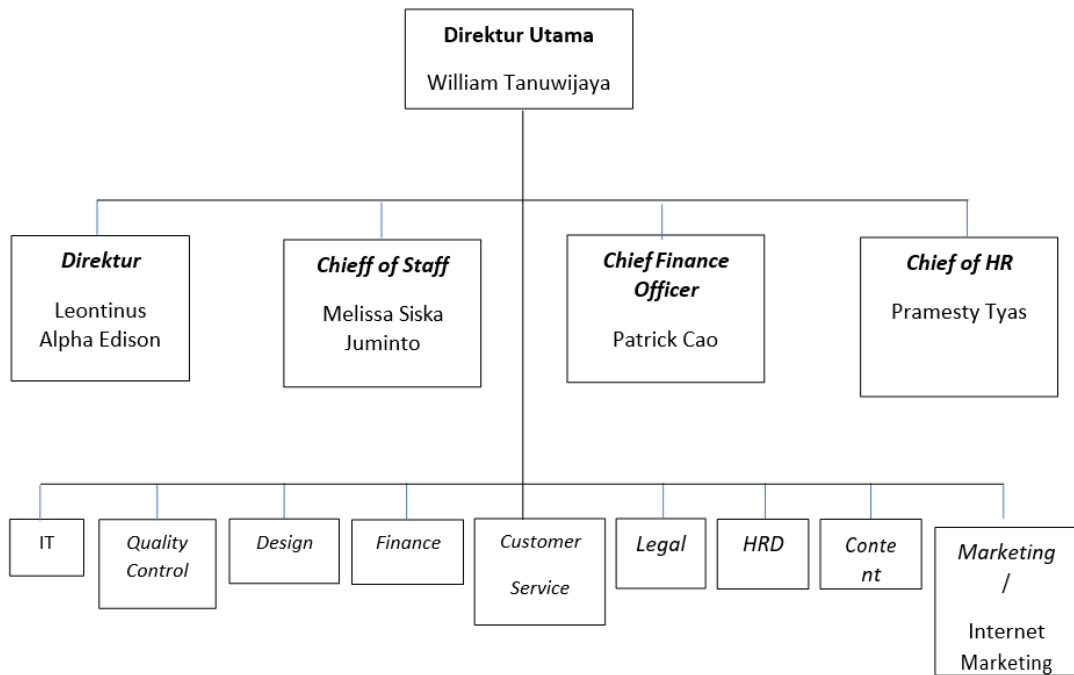 Direktur Utama
William Tanuwijaya
Direktur
Leontinus
Alpha Edison
Chieff of Staff
Melissa Siska
Juminto
Chief Finance
Officer
Patrick Cao
Chief of HR
Pramesty Tyas
IT
Quality
Control
Design
Finance
Customer
Service
Legal
HRD
Conte
nt
Marketing
/
Internet
Marketing